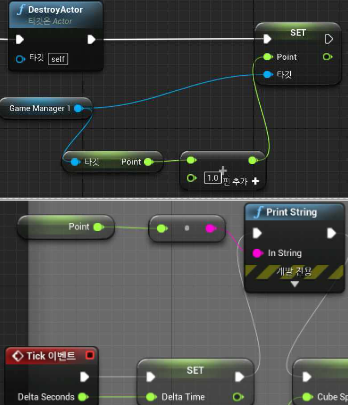 DestroyActor
타깃은 Actor
타깃 self
SET
Point
타깃
Game Manager 1
타깃 Point
1.0
핀 추가 +
Point
Print String
In String
개발 전용
Tick 이벤트
SET
Delta Seconds
Delta Time
Cube Sp